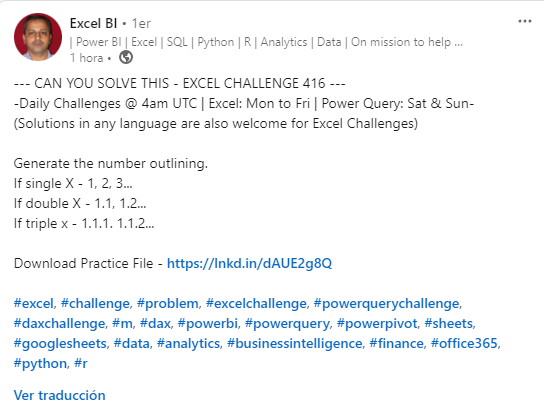 Excel BI • 1er
| Power BI | Excel | SQL | Python | R | Analytics | Data | On mission to help ...
1 hora •
--- CAN YOU SOLVE THIS - EXCEL CHALLENGE 416 ---
-Daily Challenges @ 4am UTC | Excel: Mon to Fri | Power Query: Sat & Sun-
(Solutions in any language are also welcome for Excel Challenges)
Generate the number outlining.
If single X - 1, 2, 3...
If double X - 1.1, 1.2...
If triple x - 1.1.1. 1.1.2...
Download Practice File - https://lnkd.in/dAUE2g8Q
#excel, #challenge, #problem, #excelchallenge, #powerquerychallenge,
#daxchallenge, #m, #dax, #powerbi, #powerquery, #powerpivot, #sheets,
#googlesheets, #data, #analytics, #businessintelligence, #finance, #office365,
#python, #r
Ver traducción